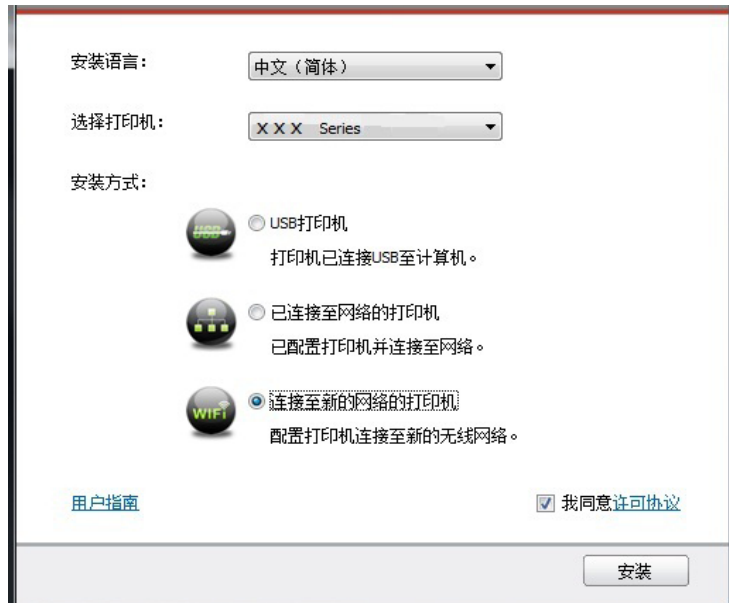 安装语言：
中文（简体）
选择打印机：
X X X Series
安装方式：
USB打印机
打印机已连接USB至计算机。
已连接至网络的打印机
已配置打印机并连接至网络。
WIFI
连接至新的网络的打印机
配置打印机连接至新的无线网络。
用户指南
我同意许可协议
安装